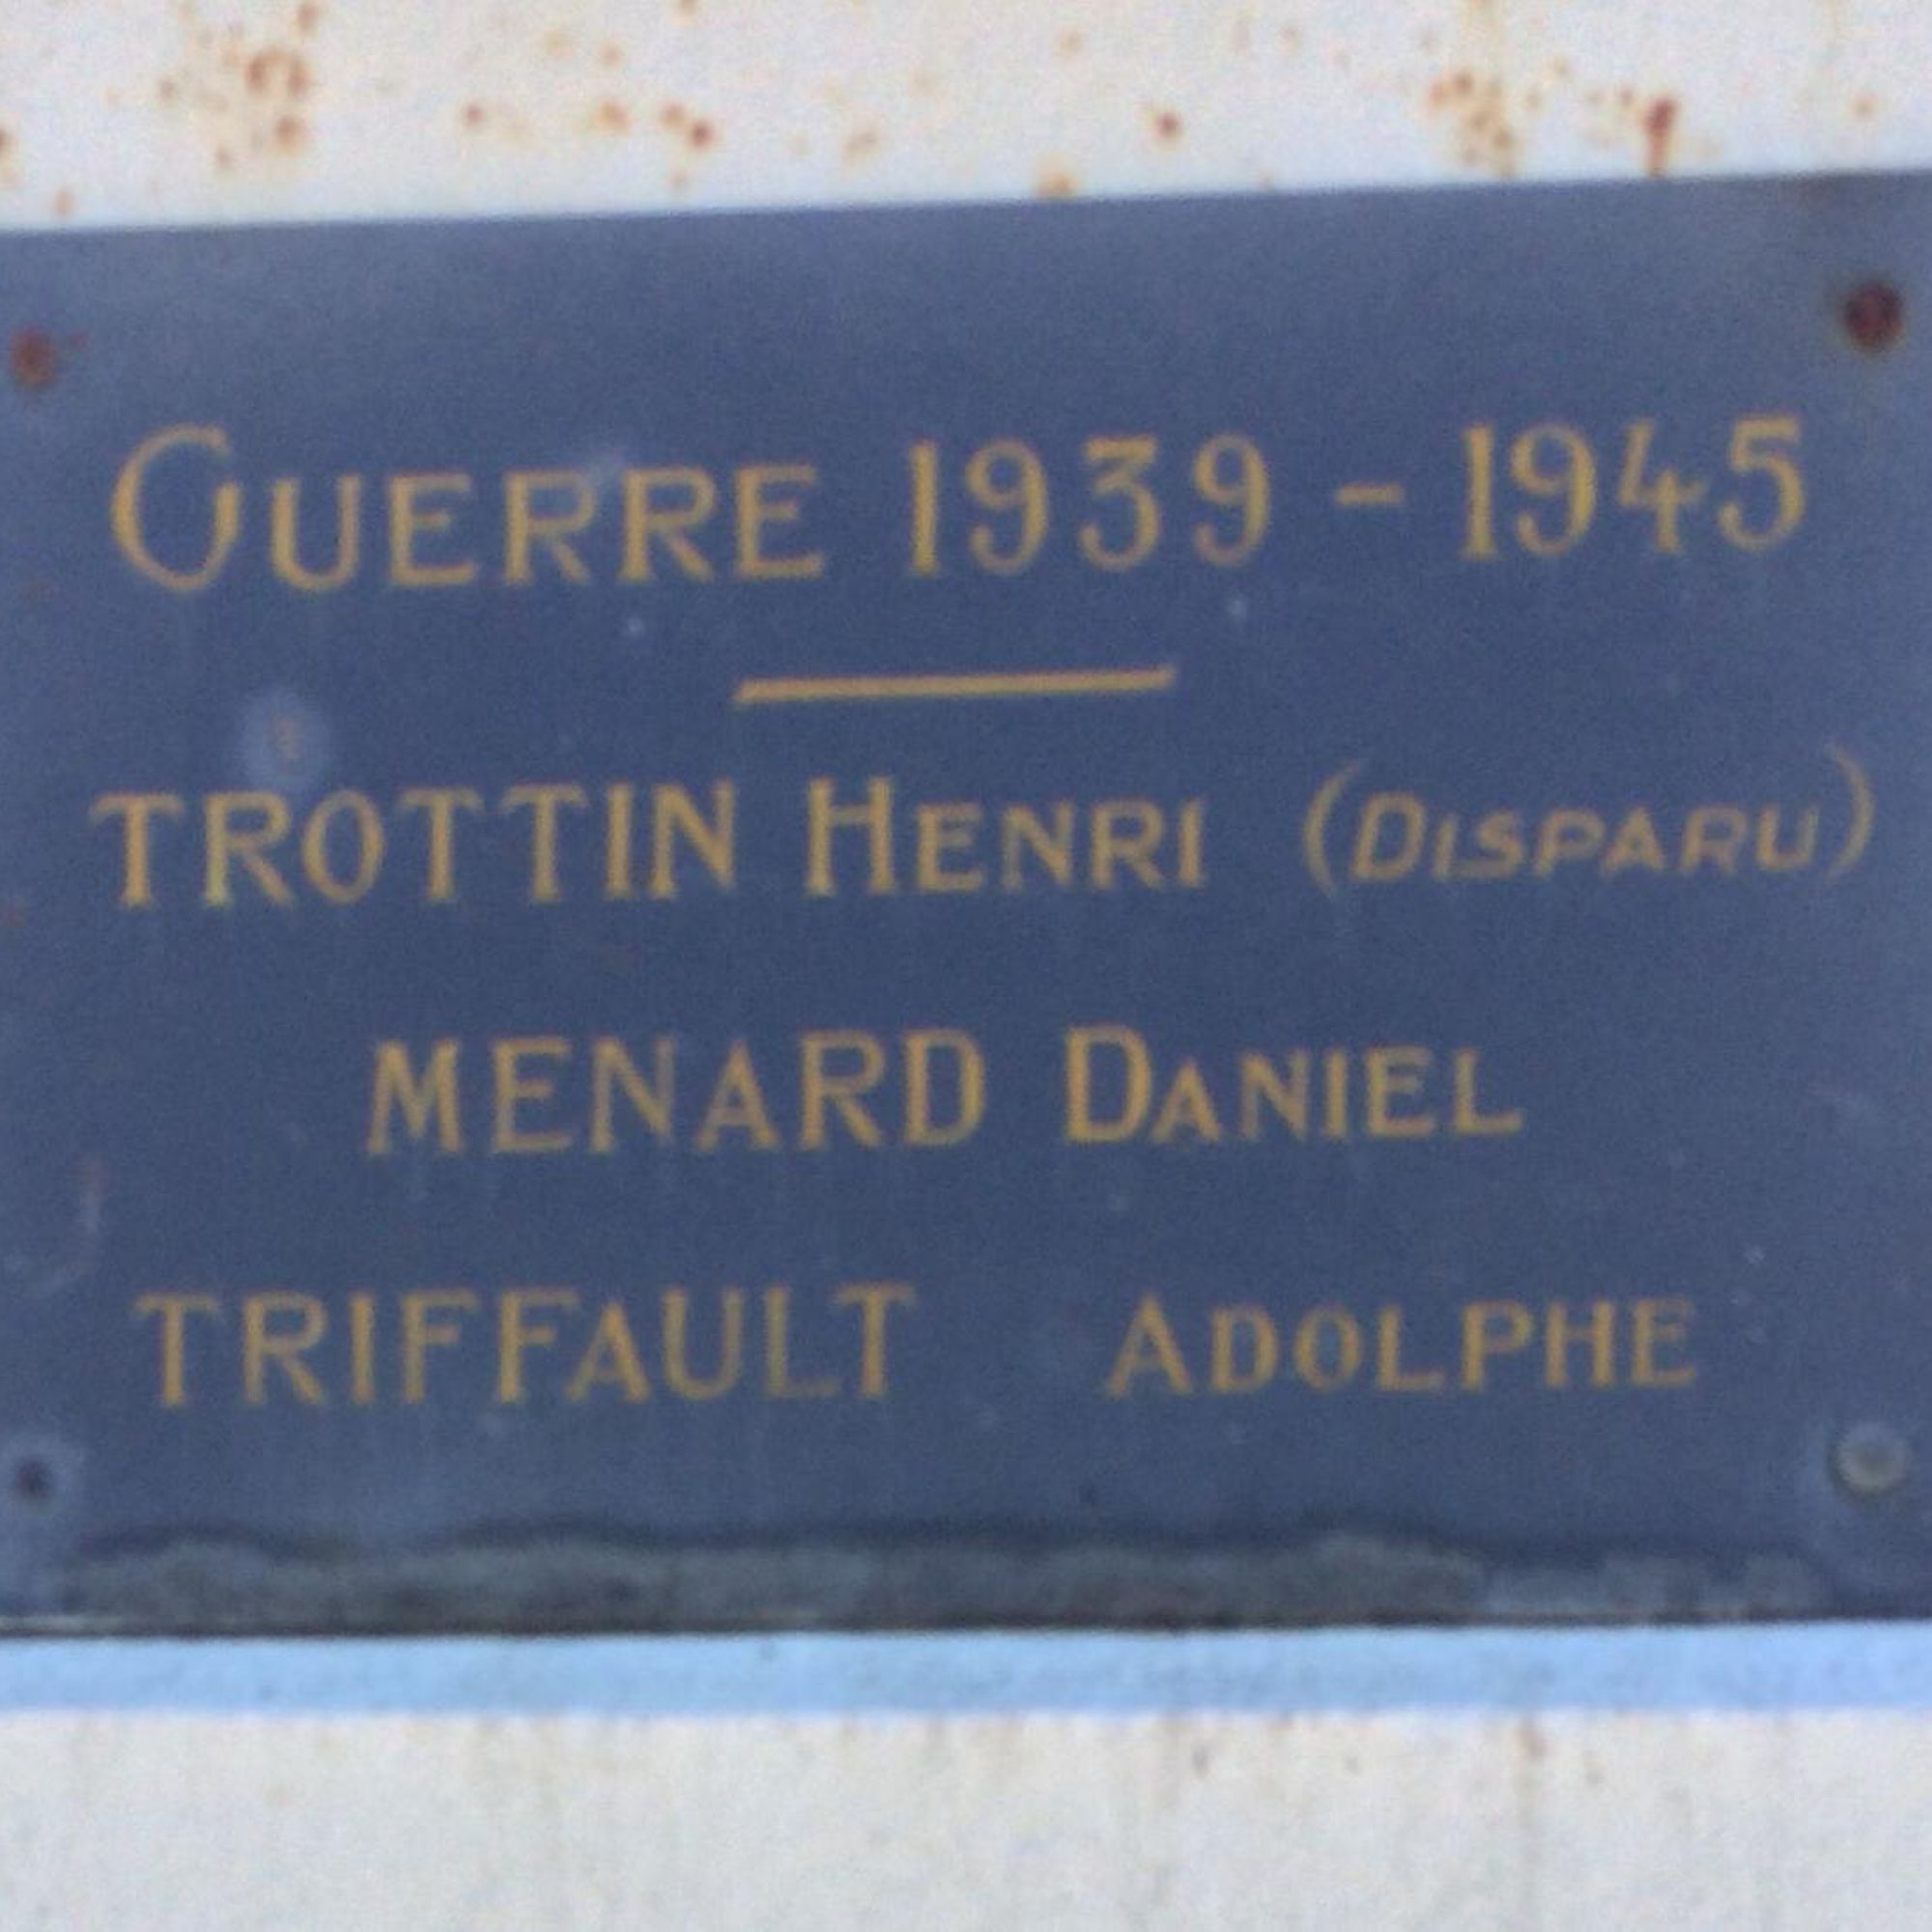 GUERRE 1939 - 1945
TROTTIN HENRI (DISPARU)
MENARD DANIEL
TRIFFAULT ADOLPHE